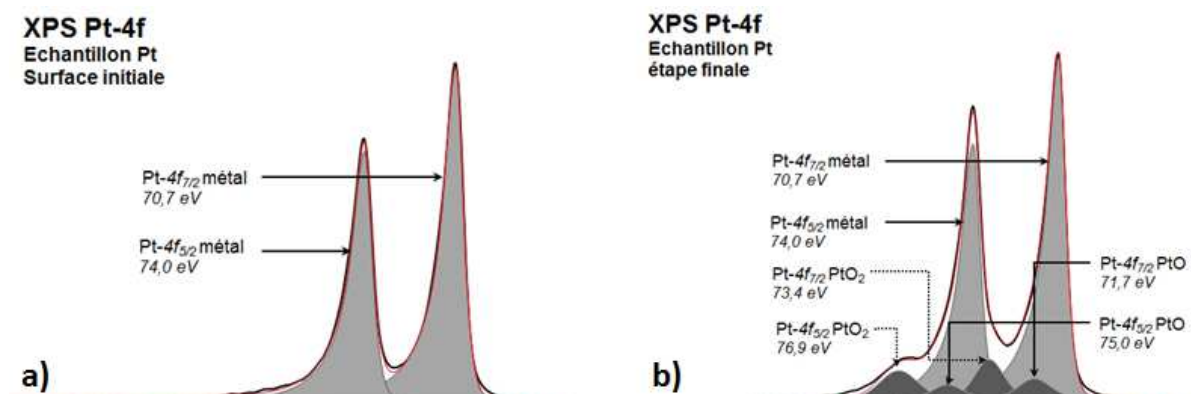 XPS Pt-4f
Echantillon Pt
Surface initiale
Pt-4f7/2 métal
70,7 eV
Pt-4f5/2 métal
74,0 eV
a)
XPS Pt-4f
Echantillon Pt
étape finale
Pt-4f7/2 métal
70,7 eV
Pt-4f5/2 métal
74,0 eV
Pt-4f7/2 PtO2
73,4 eV
Pt-4f5/2 PtO2
76,9 eV
Pt-4f7/2 PtO
71,7 eV
Pt-4f5/2 PtO
75,0 eV
b)